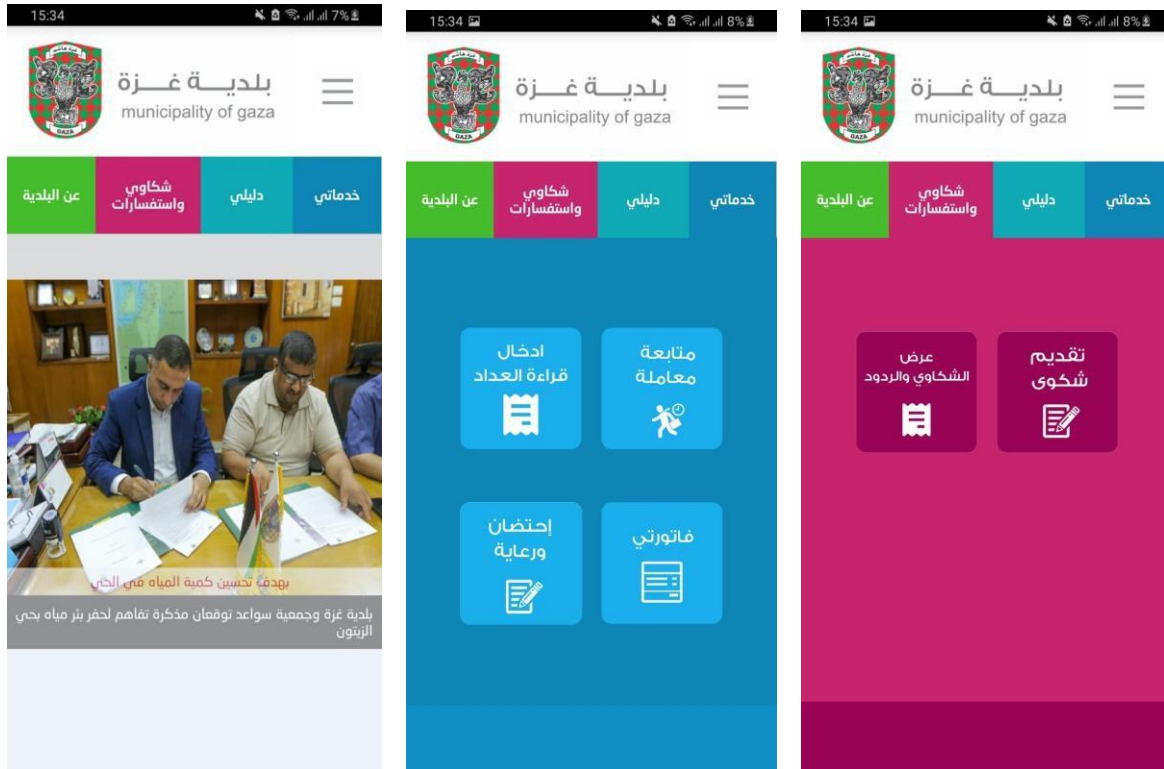 15:34
7%
بلديــة غــزة
municipality of gaza
GAZA
خدماتي
دليلي
شكاوي
واستفسارات
عن البلدية
بهدف تحسين كمية المياه في الحي
بلدية غزة وجمعية سواعد توقعان مذكرة تفاهم لحفر بئر مياه بحي
الزيتون
15:34
8%
بلديــة غــزة
municipality of gaza
GAZA
خدماتي
دليلي
شكاوي
واستفسارات
عن البلدية
متابعة
معاملة
ادخال
قراءة العداد
فاتورتي
إحتضان
ورعاية
15:34
8%
بلديــة غــزة
municipality of gaza
GAZA
خدماتي
دليلي
شكاوي
واستفسارات
عن البلدية
تقديم
شكوى
عرض
الشكاوي والردود